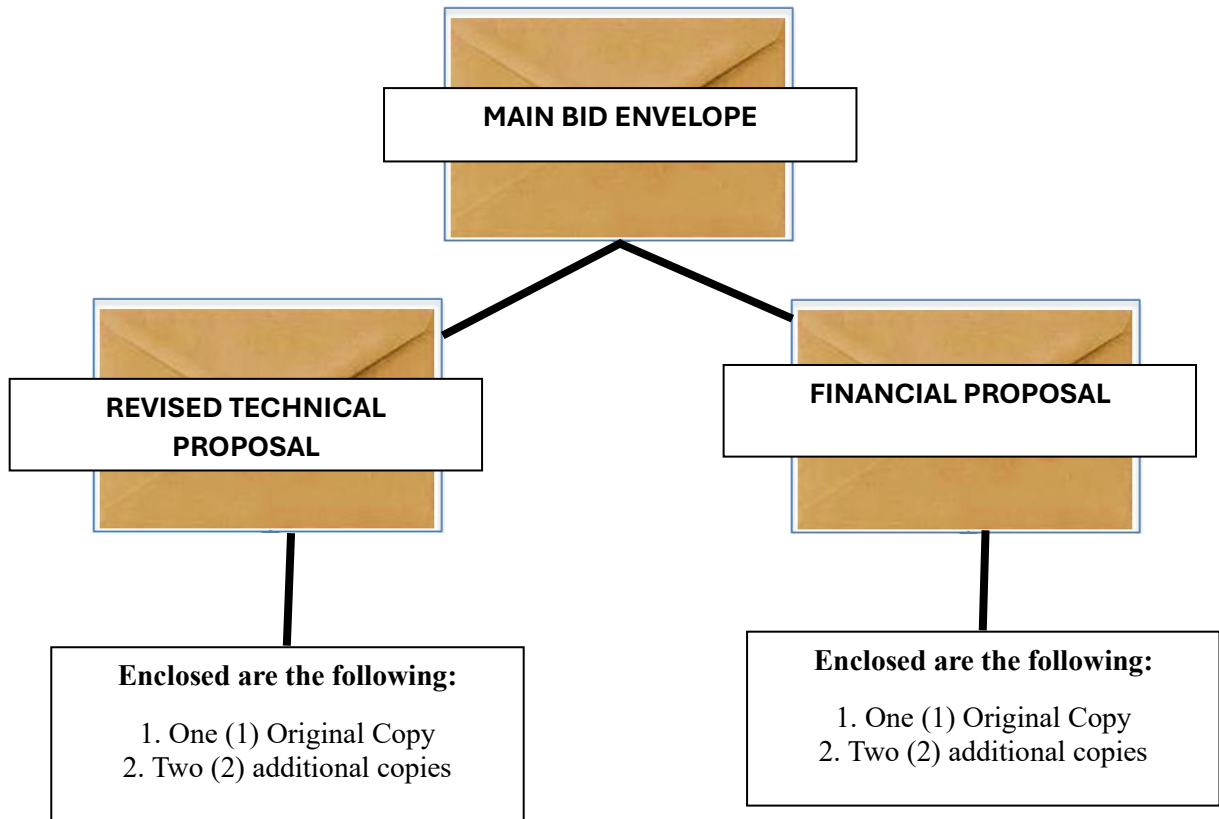 MAIN BID ENVELOPE
REVISED TECHNICAL
PROPOSAL
FINANCIAL PROPOSAL
Enclosed are the following:
1. One (1) Original Copy
2. Two (2) additional copies
Enclosed are the following:
1. One (1) Original Copy
2. Two (2) additional copies